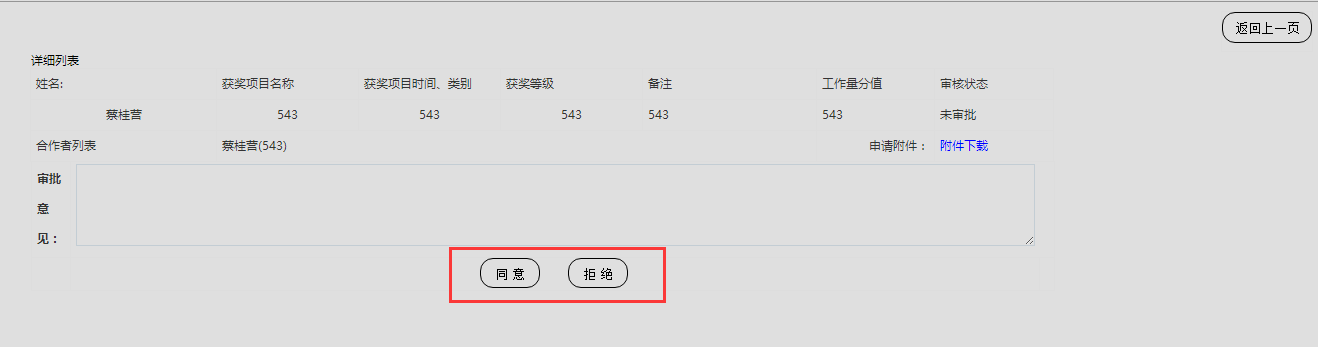 返回上一页
详细列表
姓名: 获奖项目名称 获奖项目时间、类别 获奖等级 备注 工作量分值 审核状态
蔡桂营 543 543 543 543 543 未审批
合作者列表 蔡桂营(543) 申请附件： 附件下载
审批
意
见：
同 意 拒 绝